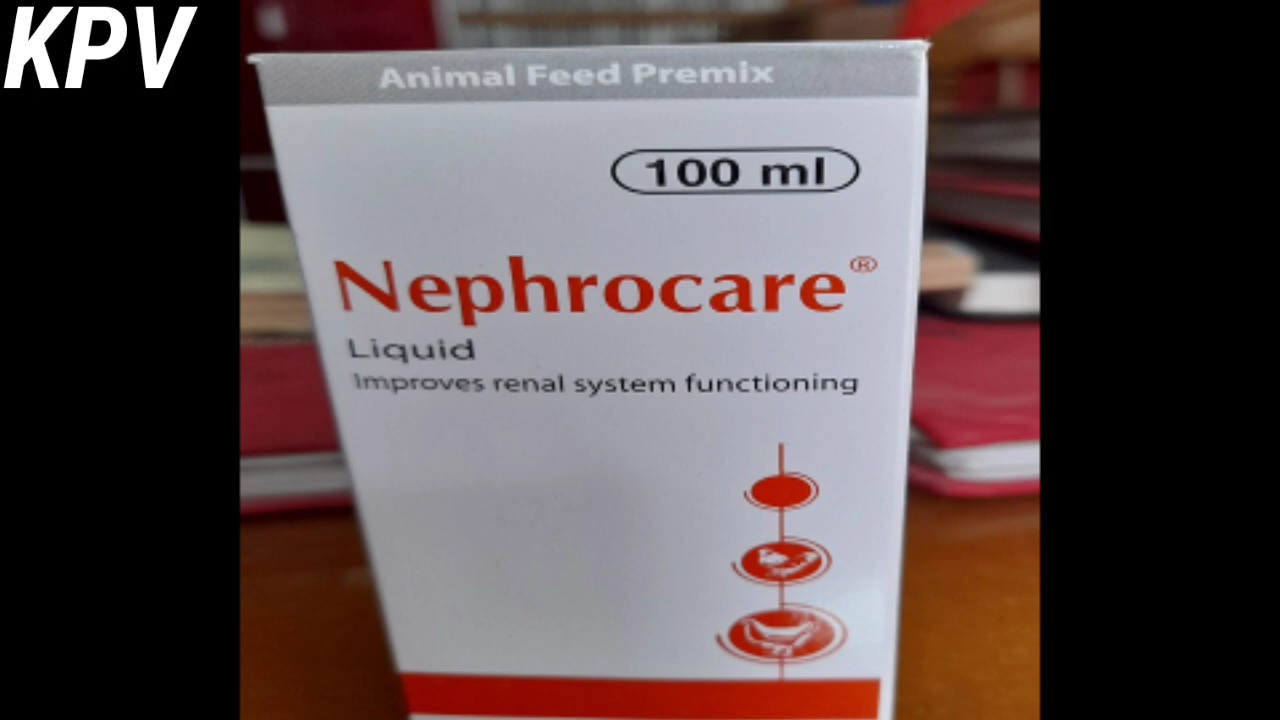 KPV
Animal Feed Premix
100 ml
Nephrocare®
Liquid
Improves renal system functioning